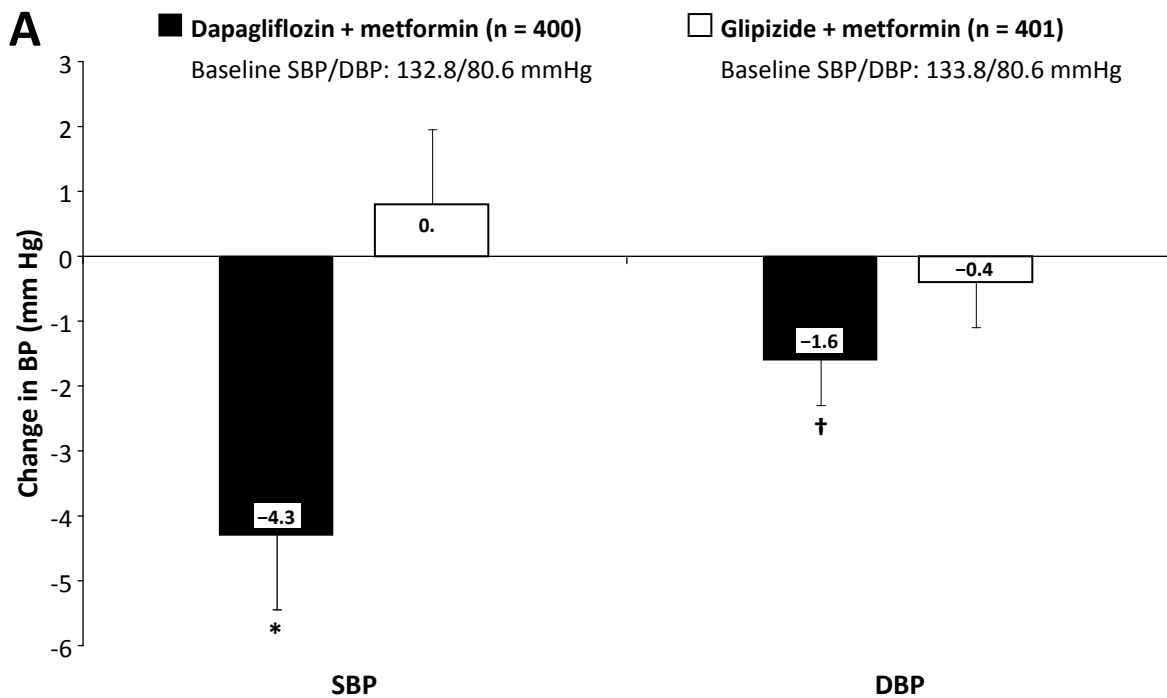 A
Dapagliflozin + metformin (n = 400)
Baseline SBP/DBP: 132.8/80.6 mmHg
Glipizide + metformin (n = 401)
Baseline SBP/DBP: 133.8/80.6 mmHg
Change in BP (mm Hg)
3
2
1
0
-1
-2
-3
-4
-5
-6
0.
−4.3
*
−1.6
†
−0.4
SBP
DBP